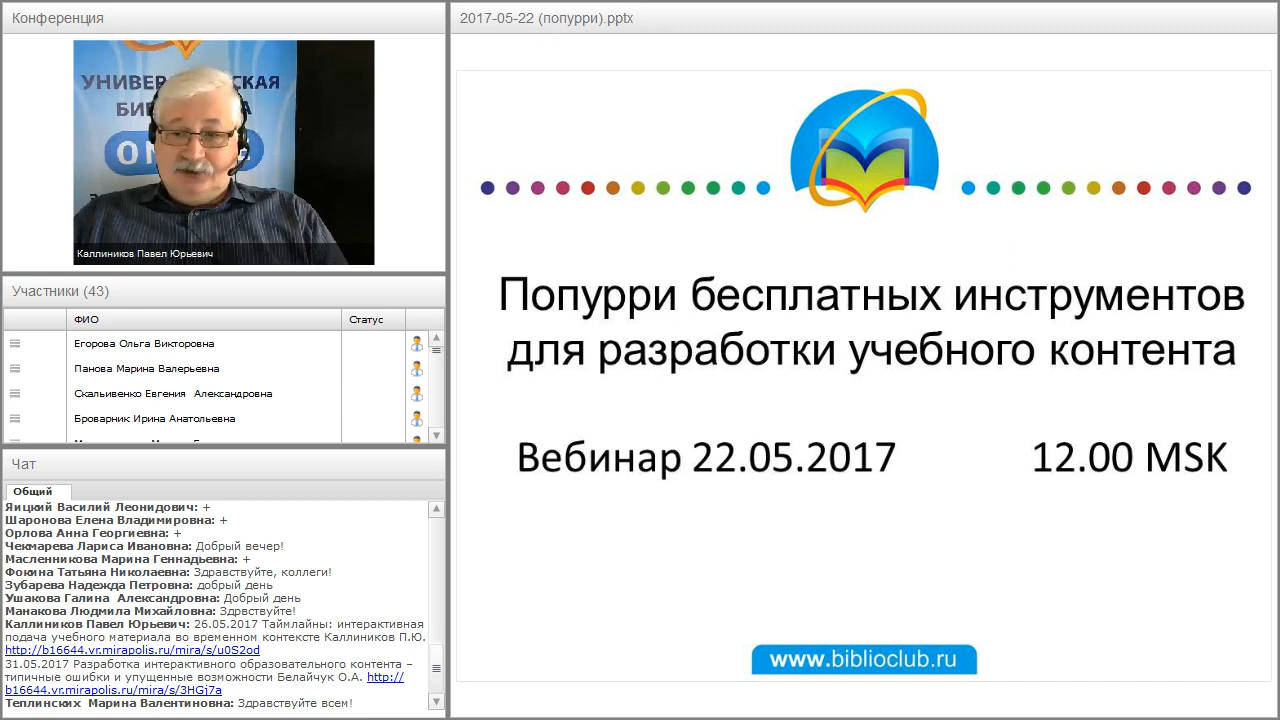 Конференция
УНИВЕР
СКАЯ
БИБ
Каллиников Павел Юрьевич
Участники (43)
ФИО
Статус
Егорова Ольга Викторовна
Панова Марина Валерьевна
Скальивенко Евгения Александровна
Броварник Ирина Анатольевна
Чат
Общий
Яицкий Василий Леонидович: +
Шаронова Елена Владимировна: +
Орлова Анна Георгиевна: +
Чекмарева Лариса Ивановна: Добрый вечер!
Масленникова Марина Геннадьевна: +
Фокина Татьяна Николаевна: Здравствуйте, коллеги!
Зубарева Надежда Петровна: добрый день
Ушакова Галина Александровна: Добрый день
Манакова Людмила Михайловна: Здрвствуйте!
Каллиников Павел Юрьевич: 26.05.2017 Таймлайны: интерактивная
подача учебного материала во временном контексте Каллиников П.Ю.
http://b16644.vr.mirapolis.ru/mira/s/u0S2od
31.05.2017 Разработка интерактивного образовательного контента –
типичные ошибки и упущенные возможности Белайчук О.А. http://
b16644.vr.mirapolis.ru/mira/s/3HGj7a
Теплинских Марина Валентиновна: Здравствуйте всем!
2017-05-22 (попурри).pptx
Попурри бесплатных инструментов
для разработки учебного контента
Вебинар 22.05.2017 12.00 MSK
www.biblioclub.ru